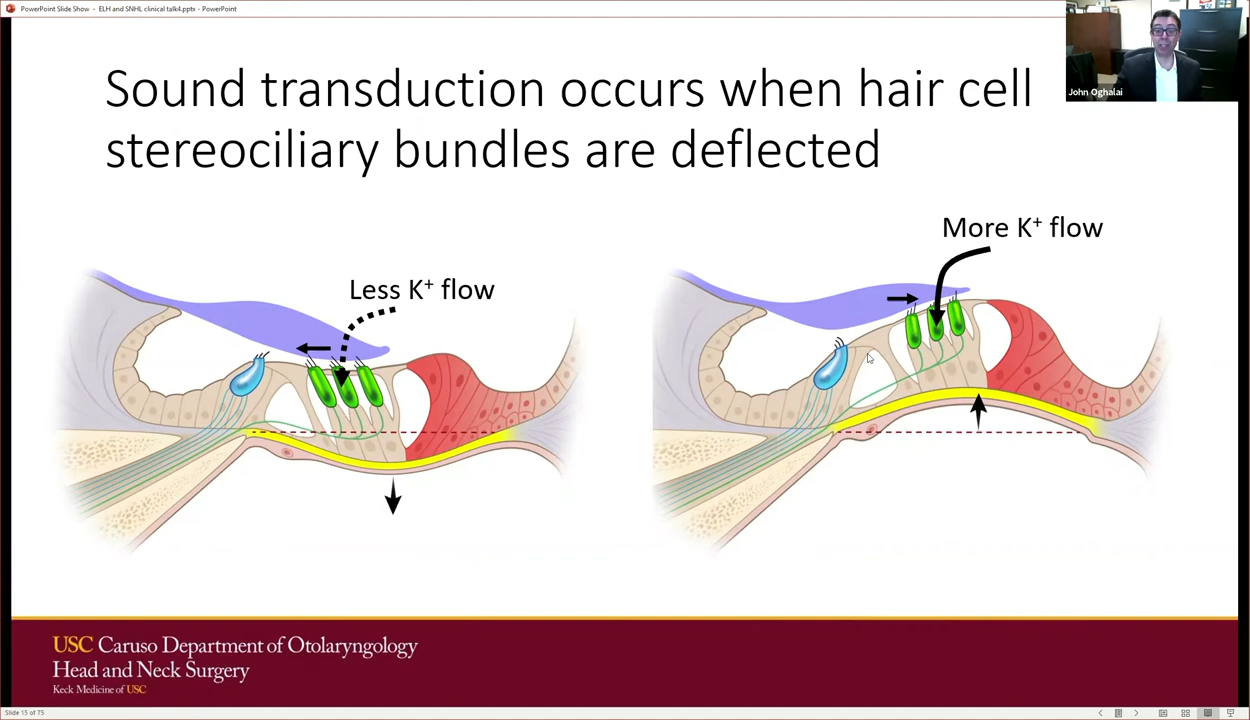 PowerPoint Slide Show - ELH and SNHL clinical talk4.pptx - PowerPoint
John Oghalai
Sound transduction occurs when hair cell
stereociliary bundles are deflected
More K+ flow
Less K+ flow
USC Caruso Department of Otolaryngology
Head and Neck Surgery
Keck Medicine of USC
Slide 15 of 75